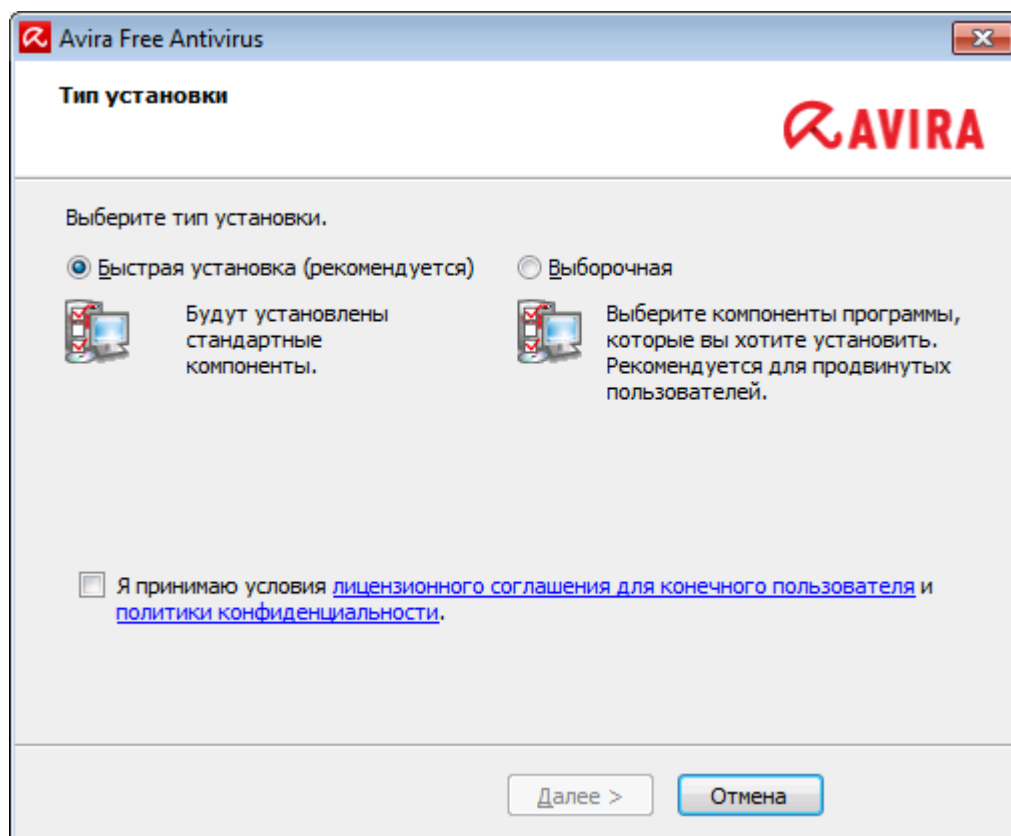 Avira Free Antivirus
Тип установки
AVIRA
Выберите тип установки.
Быстрая установка (рекомендуется)
Будут установлены
стандартные
компоненты.
Выборочная
Выберите компоненты программы,
которые вы хотите установить.
Рекомендуется для продвинутых
пользователей.
Я принимаю условия лицензионного соглашения для конечного пользователя и
политики конфиденциальности.
Далее >
Отмена